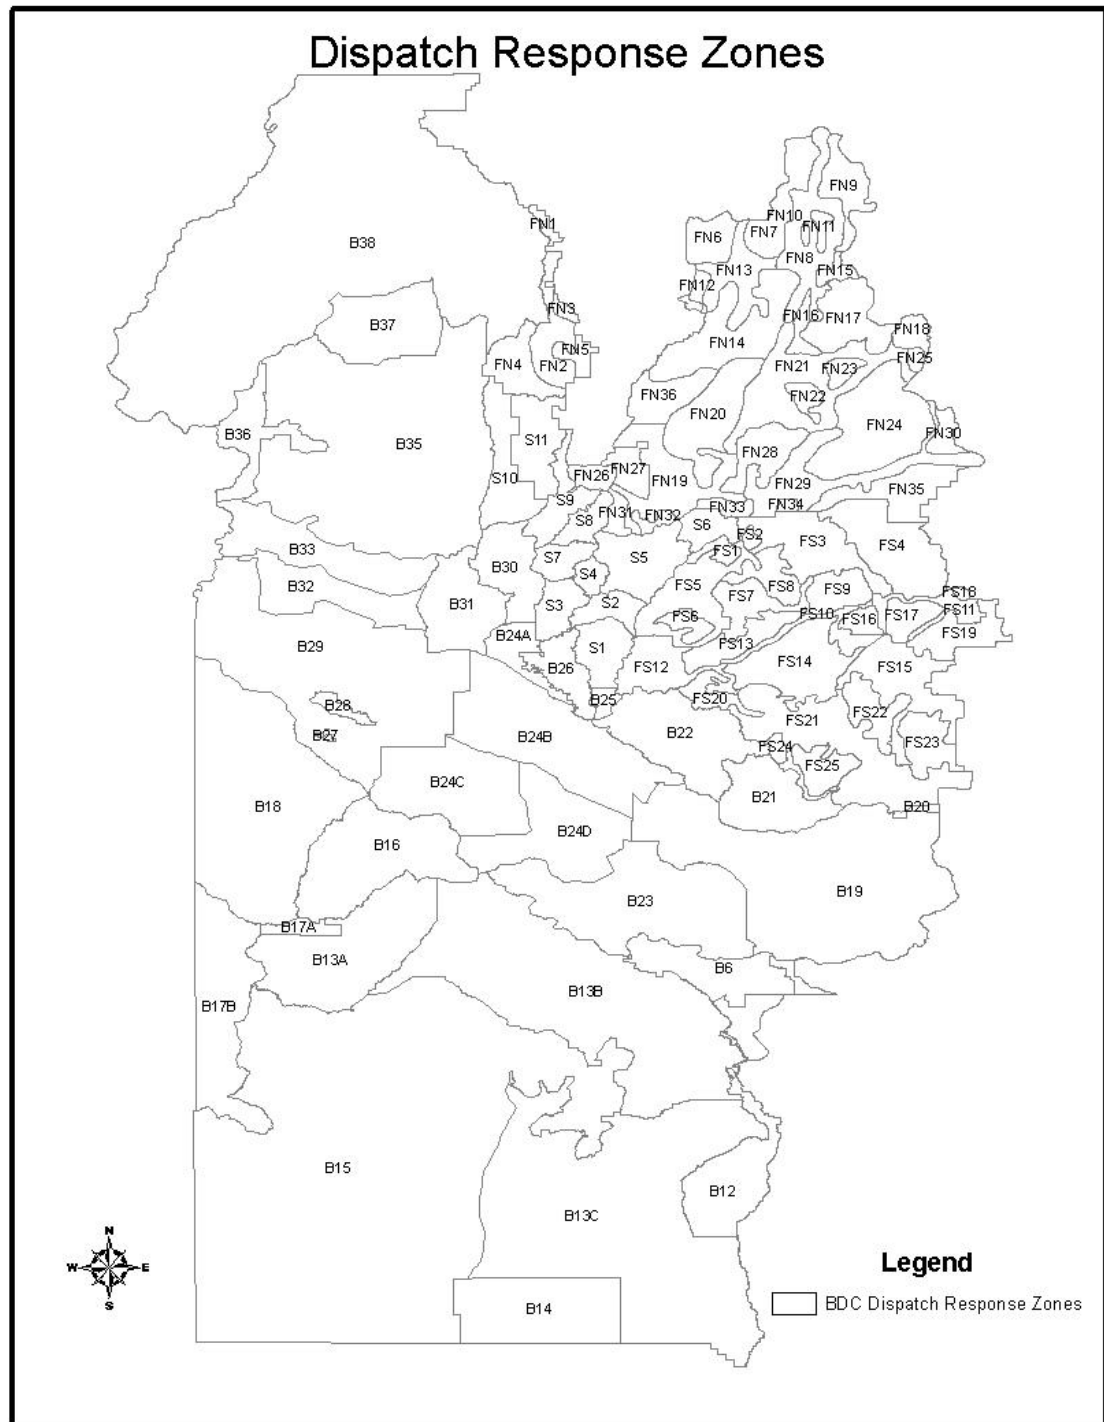 Dispatch Response Zones
FN9
FN10
FN1
FN11
FN7
FN6
B38
FN8
FN13
FN15
FN12
FN3
FN16
FN17
B37
FN18
FN14
FN5
FN25
FN4
FN2
FN21
FN23
FN36
FN22
FN20
FN24
B36
FN30
S11
B35
FN28
FN27
FN26
S10
FN19
FN29
FN35
S9
FN34
FN33
FN31
FN32
S8
S6
FS2
FS3
FS4
B33
FS1
S7
S5
B30
S4
B32
FS5
FS8
FS9
FS18
FS7
B31
S3
S2
FS11
FS10
FS6
FS16
FS17
FS19
B24A
FS13
B29
S1
FS14
B26
FS12
FS15
FS20
B25
B28
FS22
FS21
B22
B27
B24B
FS23
FS24
FS25
B24C
B21
B18
B20
B24D
B16
B19
B23
B17A
B13A
B6
B13B
B17B
B15
B12
B13C
N
W
E
S
Legend
B14
BDC Dispatch Response Zones